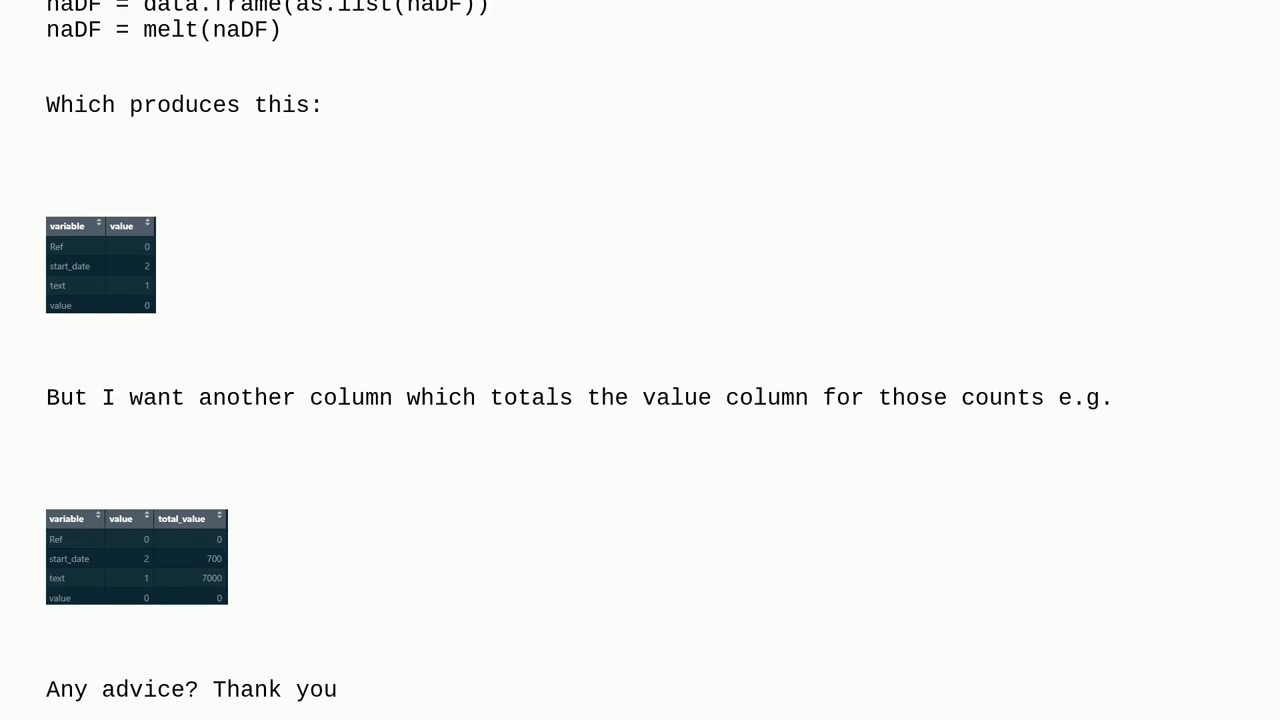 naDF = data.frame(as.list(naDF))
naDF = melt(naDF)
Which produces this:
variable value
Ref 0
start_date 2
text 1
value 0
But I want another column which totals the value column for those counts e.g.
variable value total_value
Ref 0 0
start_date 2 700
text 1 7000
value 0 0
Any advice? Thank you